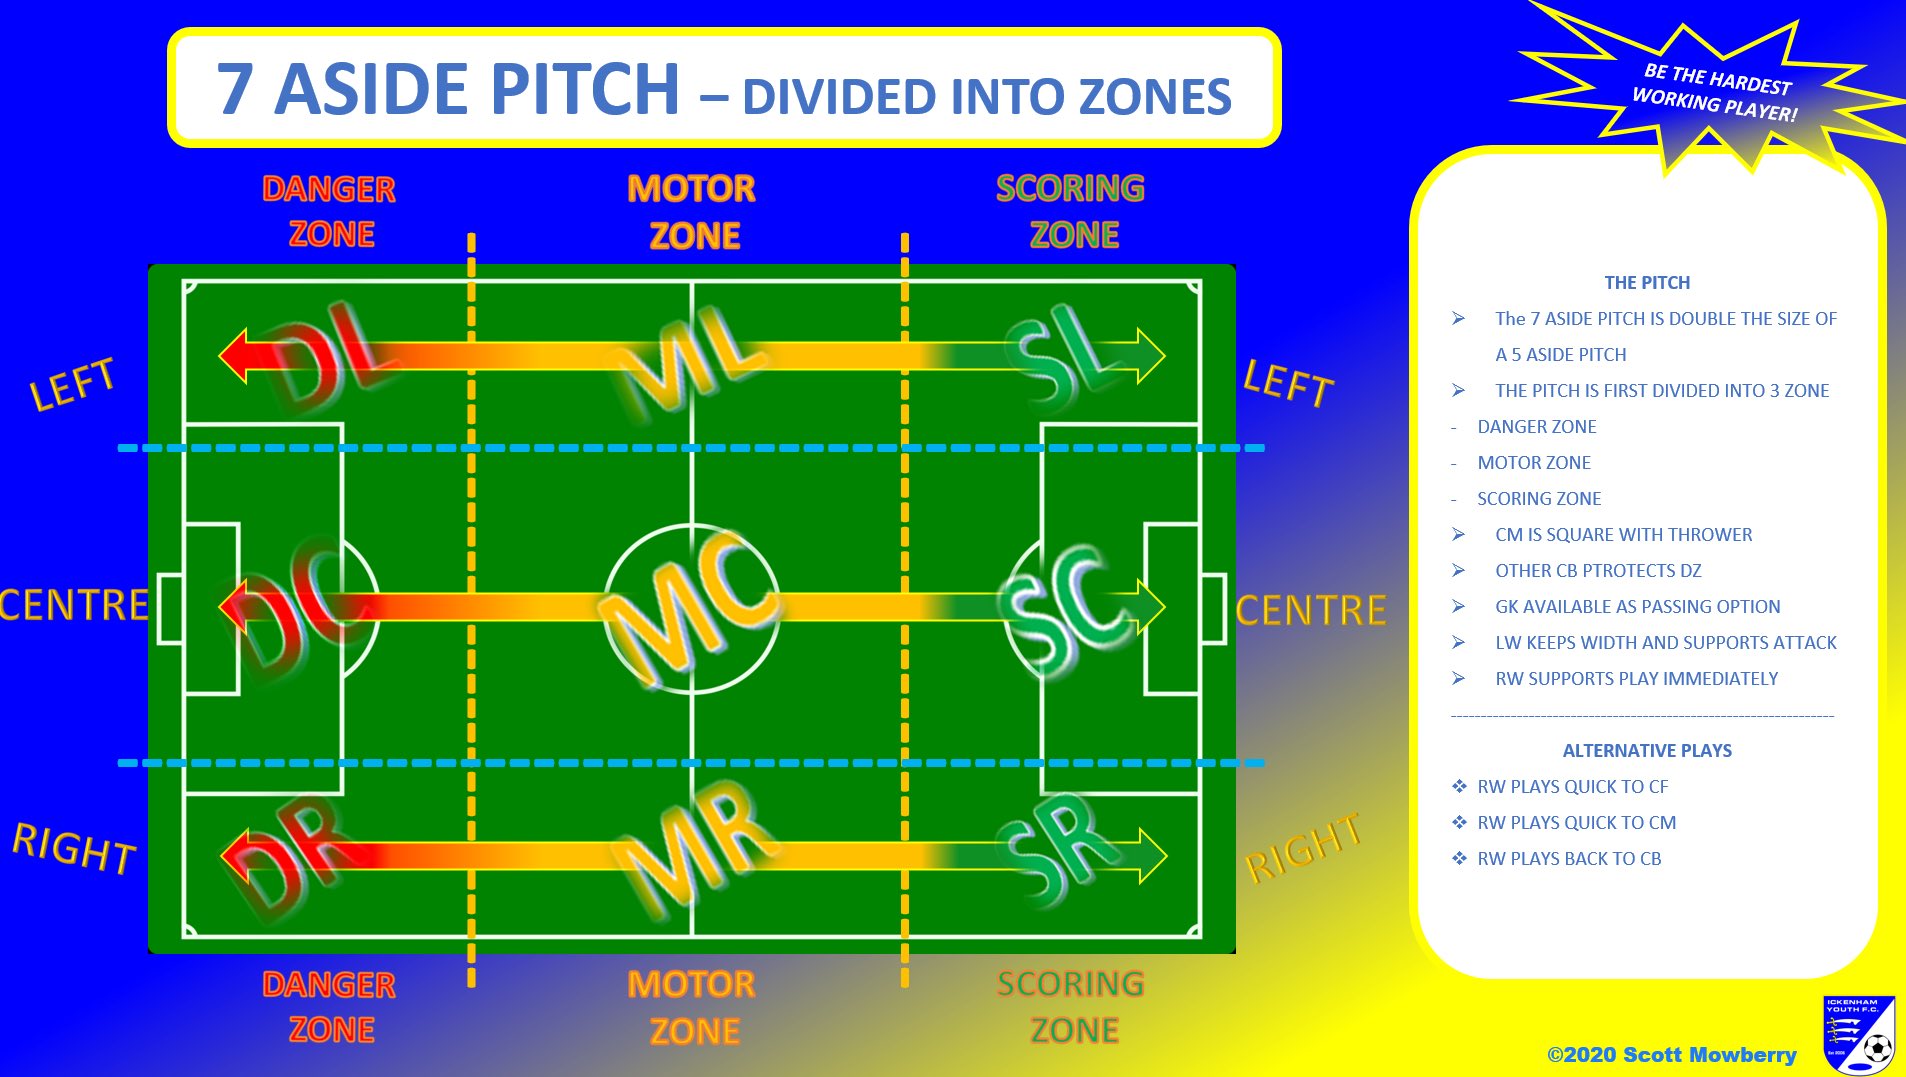 7 ASIDE PITCH – DIVIDED INTO ZONES
BE THE HARDEST
WORKING PLAYER!
DANGER
ZONE
MOTOR
ZONE
SCORING
ZONE
LEFT
DL
ML
SL
LEFT
CENTRE
DC
MC
SC
CENTRE
RIGHT
DR
MR
SR
RIGHT
DANGER
ZONE
MOTOR
ZONE
SCORING
ZONE
THE PITCH
➢ The 7 ASIDE PITCH IS DOUBLE THE SIZE OF
A 5 ASIDE PITCH
➢ THE PITCH IS FIRST DIVIDED INTO 3 ZONE
- DANGER ZONE
- MOTOR ZONE
- SCORING ZONE
➢ CM IS SQUARE WITH THROWER
➢ OTHER CB PTROTECTS DZ
➢ GK AVAILABLE AS PASSING OPTION
➢ LW KEEPS WIDTH AND SUPPORTS ATTACK
➢ RW SUPPORTS PLAY IMMEDIATELY
----------------------------------------------------------------
ALTERNATIVE PLAYS
❖ RW PLAYS QUICK TO CF
❖ RW PLAYS QUICK TO CM
❖ RW PLAYS BACK TO CB
©2020 Scott Mowberry
ICKENHAM
YOUTH F.C.